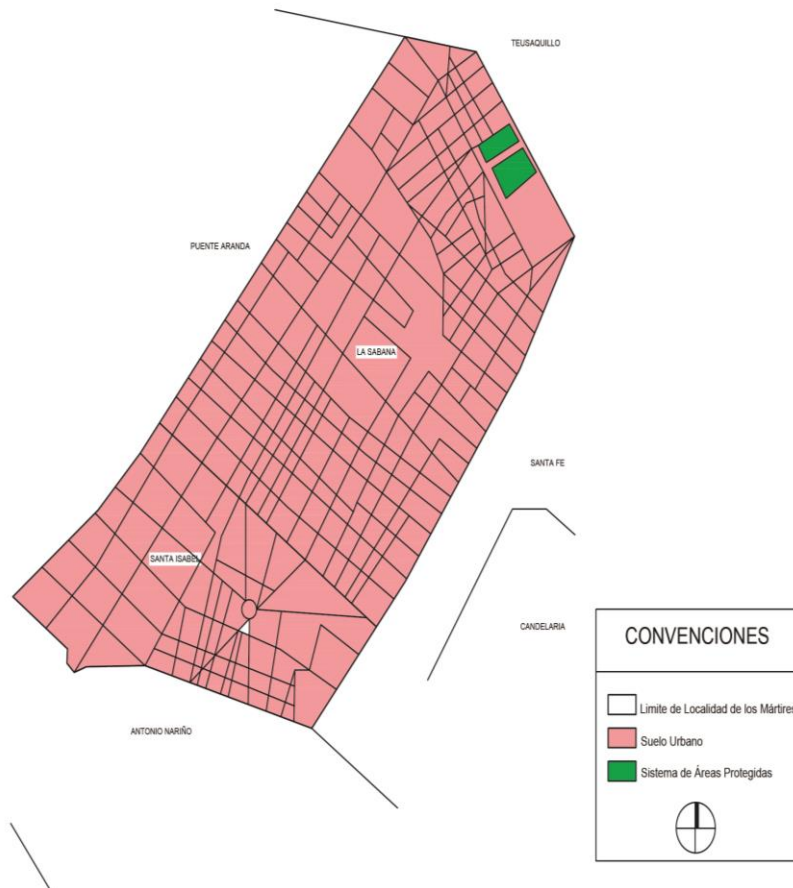 TEUSAQUILLO
PUENTE ARANDA
LA SABANA
SANTA FE
SANTA ISABEL
CANDELARIA
ANTONIO NARIÑO
CONVENCIONES
Limite de Localidad de los Mártires
Suelo Urbano
Sistema de Áreas Protegidas